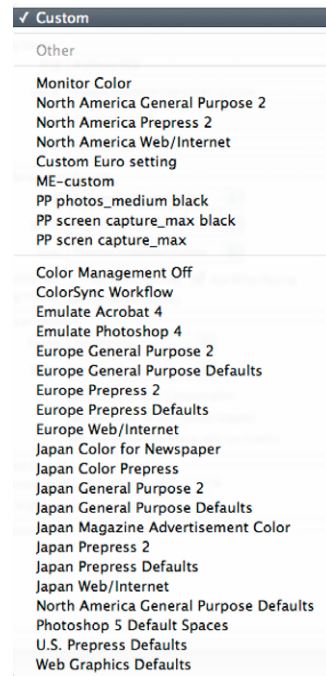 ✓ Custom
Other
Monitor Color
North America General Purpose 2
North America Prepress 2
North America Web/Internet
Custom Euro setting
ME-custom
PP photos_medium black
PP screen capture_max black
PP scren capture_max
Color Management Off
ColorSync Workflow
Emulate Acrobat 4
Emulate Photoshop 4
Europe General Purpose 2
Europe General Purpose Defaults
Europe Prepress 2
Europe Prepress Defaults
Europe Web/Internet
Japan Color for Newspaper
Japan Color Prepress
Japan General Purpose 2
Japan General Purpose Defaults
Japan Magazine Advertisement Color
Japan Prepress 2
Japan Prepress Defaults
Japan Web/Internet
North America General Purpose Defaults
Photoshop 5 Default Spaces
U.S. Prepress Defaults
Web Graphics Defaults